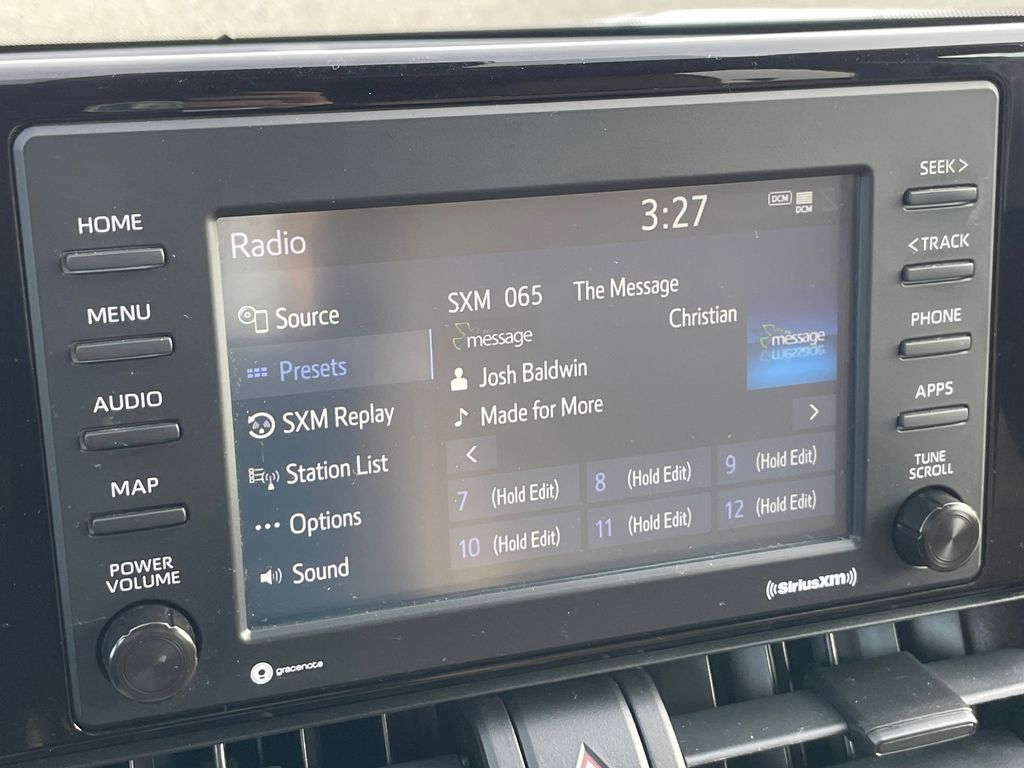 HOME
MENU
AUDIO
MAP
POWER
VOLUME
Radio
3:27
DCM
DCM
Source
Presets
SXM Replay
Station List
Options
Sound
SXM 065 The Message
Christian
the message
Josh Baldwin
Made for More
message
<
>
7 (Hold Edit)
8 (Hold Edit)
9 (Hold Edit)
10 (Hold Edit)
11 (Hold Edit)
12 (Hold Edit)
SEEK >
< TRACK
PHONE
APPS
TUNE
SCROLL
gracenote
((SiriusXM))